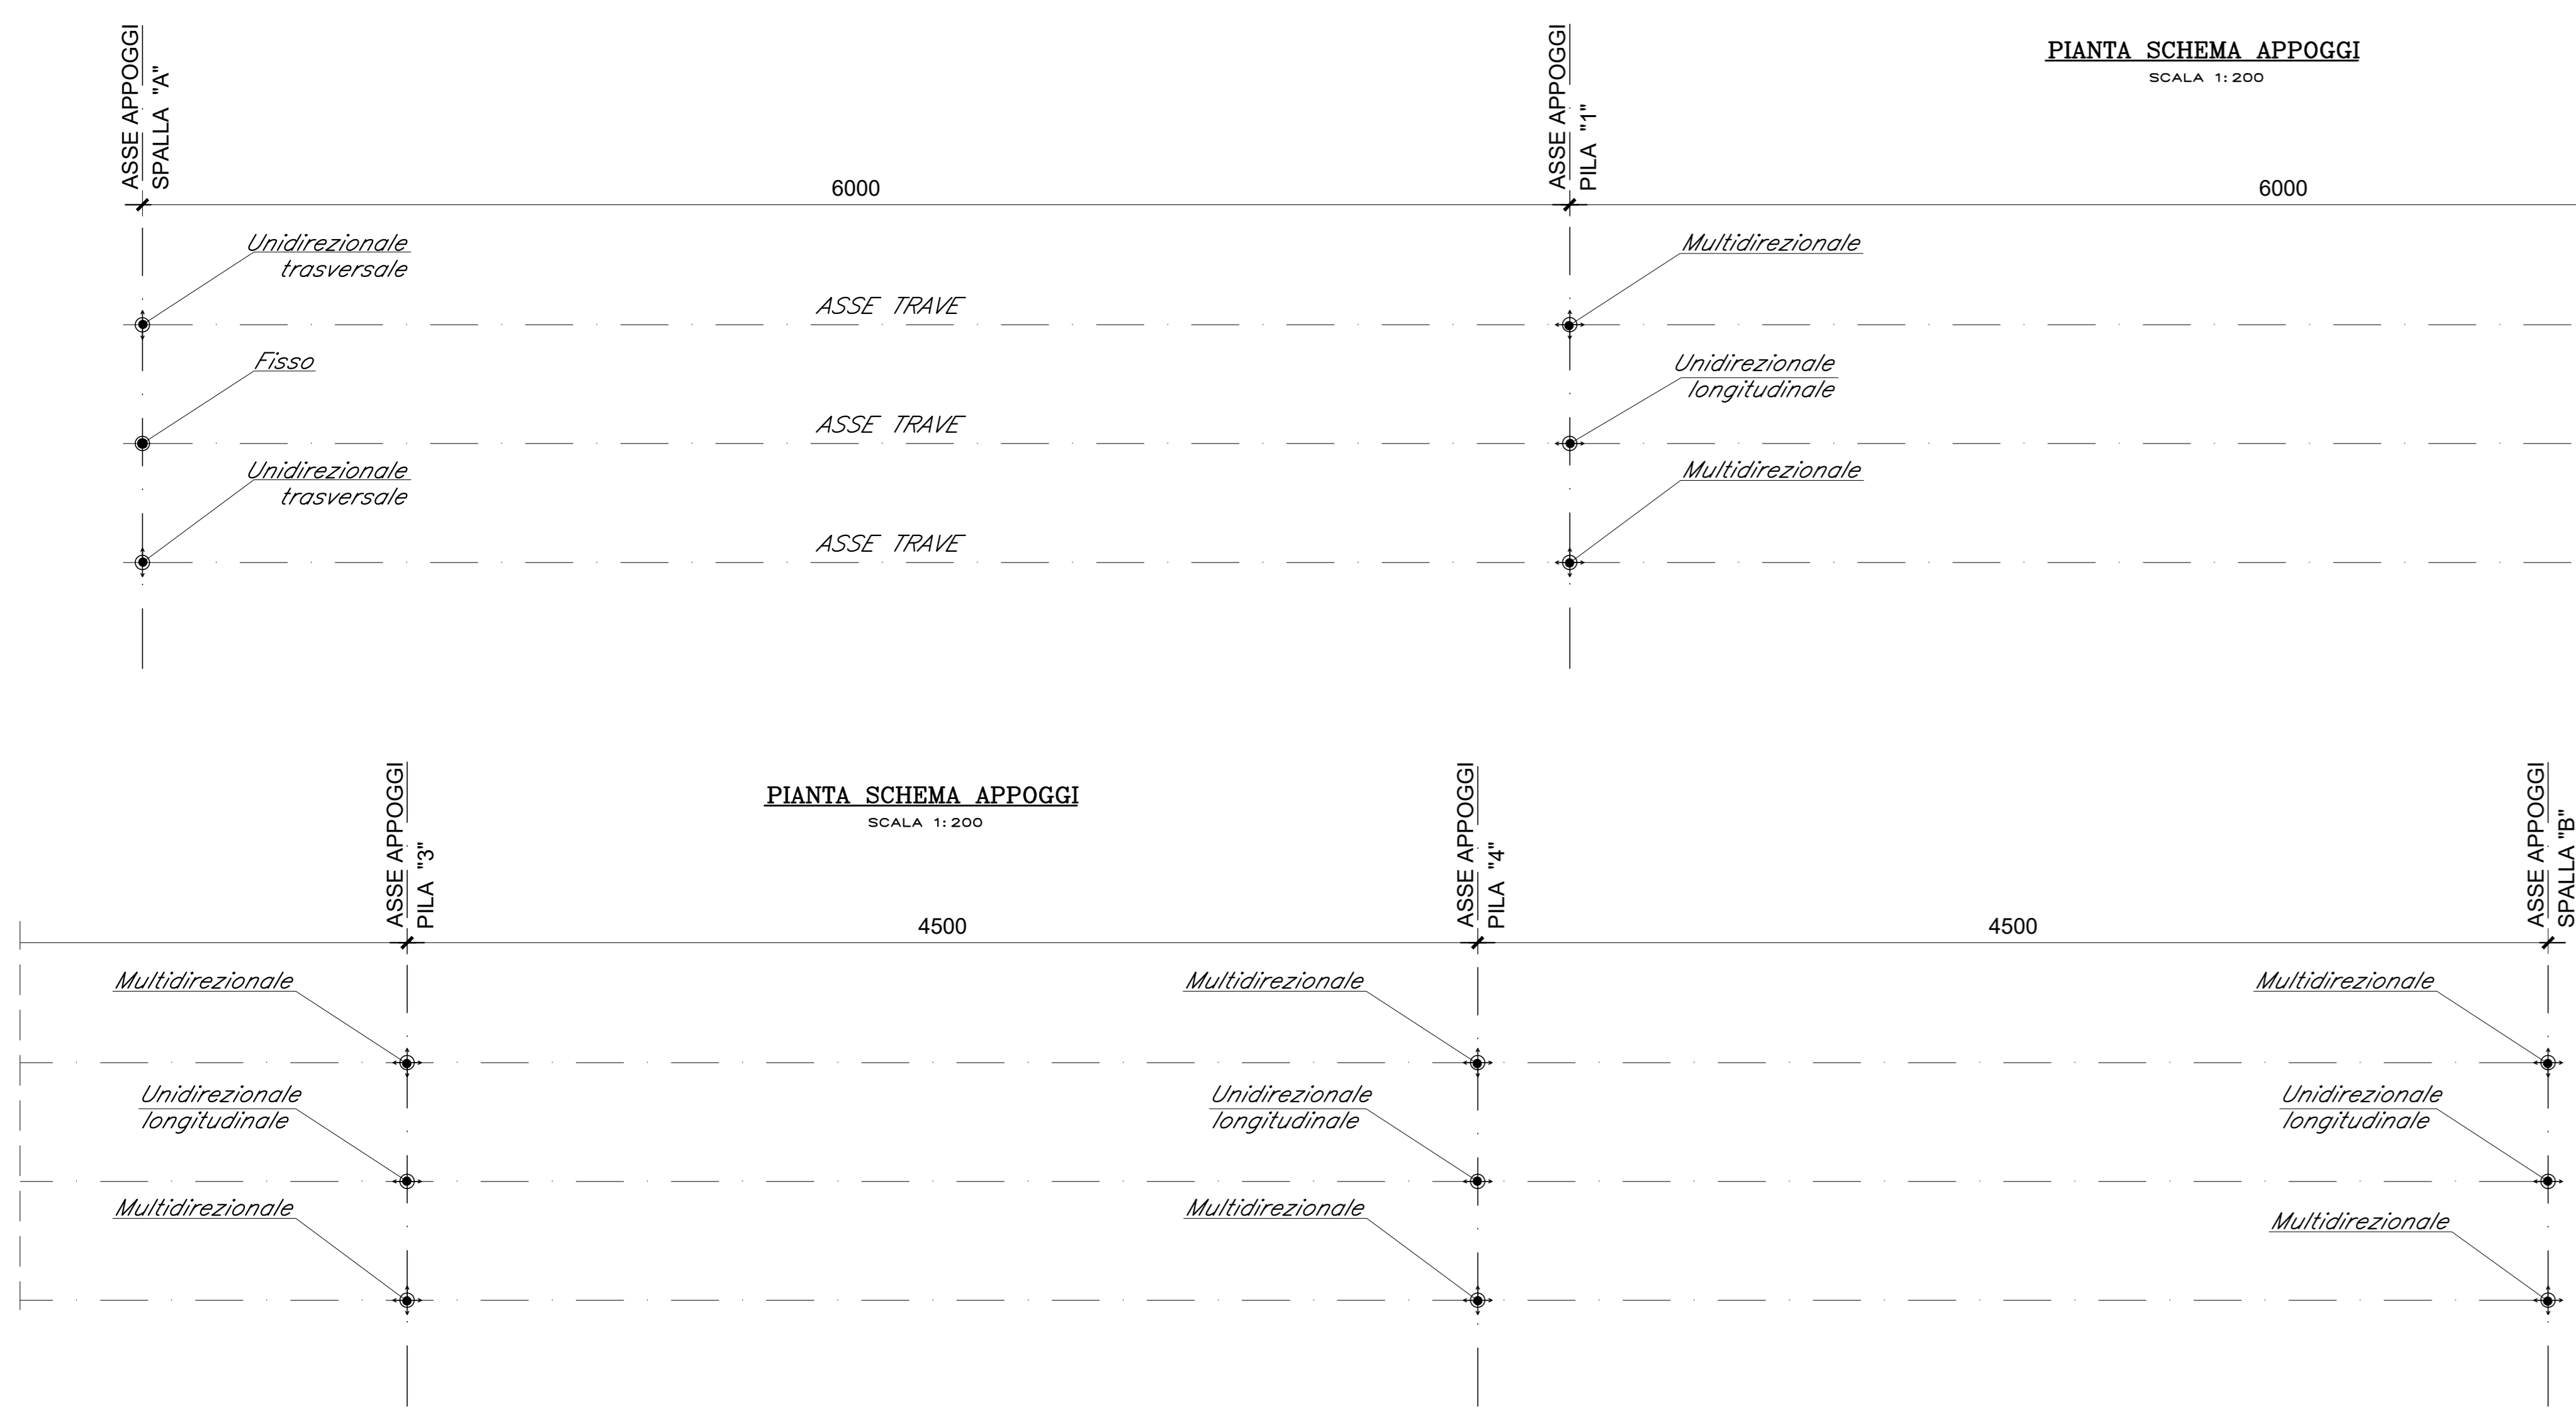 ASSE APPOGGI
SPALLA "A"
ASSE APPOGGI
PILA "1"
PIANTA SCHEMA APPOGGI
SCALA 1:200
6000
6000
Unidirezionale
trasversale
Multidirezionale
ASSE TRAVE
Fisso
Unidirezionale
longitudinale
ASSE TRAVE
Unidirezionale
trasversale
Multidirezionale
ASSE TRAVE
ASSE APPOGGI
PILA "3"
PIANTA SCHEMA APPOGGI
SCALA 1:200
ASSE APPOGGI
PILA "4"
ASSE APPOGGI
SPALLA "B"
4500
4500
Multidirezionale
Multidirezionale
Multidirezionale
Unidirezionale
longitudinale
Unidirezionale
longitudinale
Unidirezionale
longitudinale
Multidirezionale
Multidirezionale
Multidirezionale